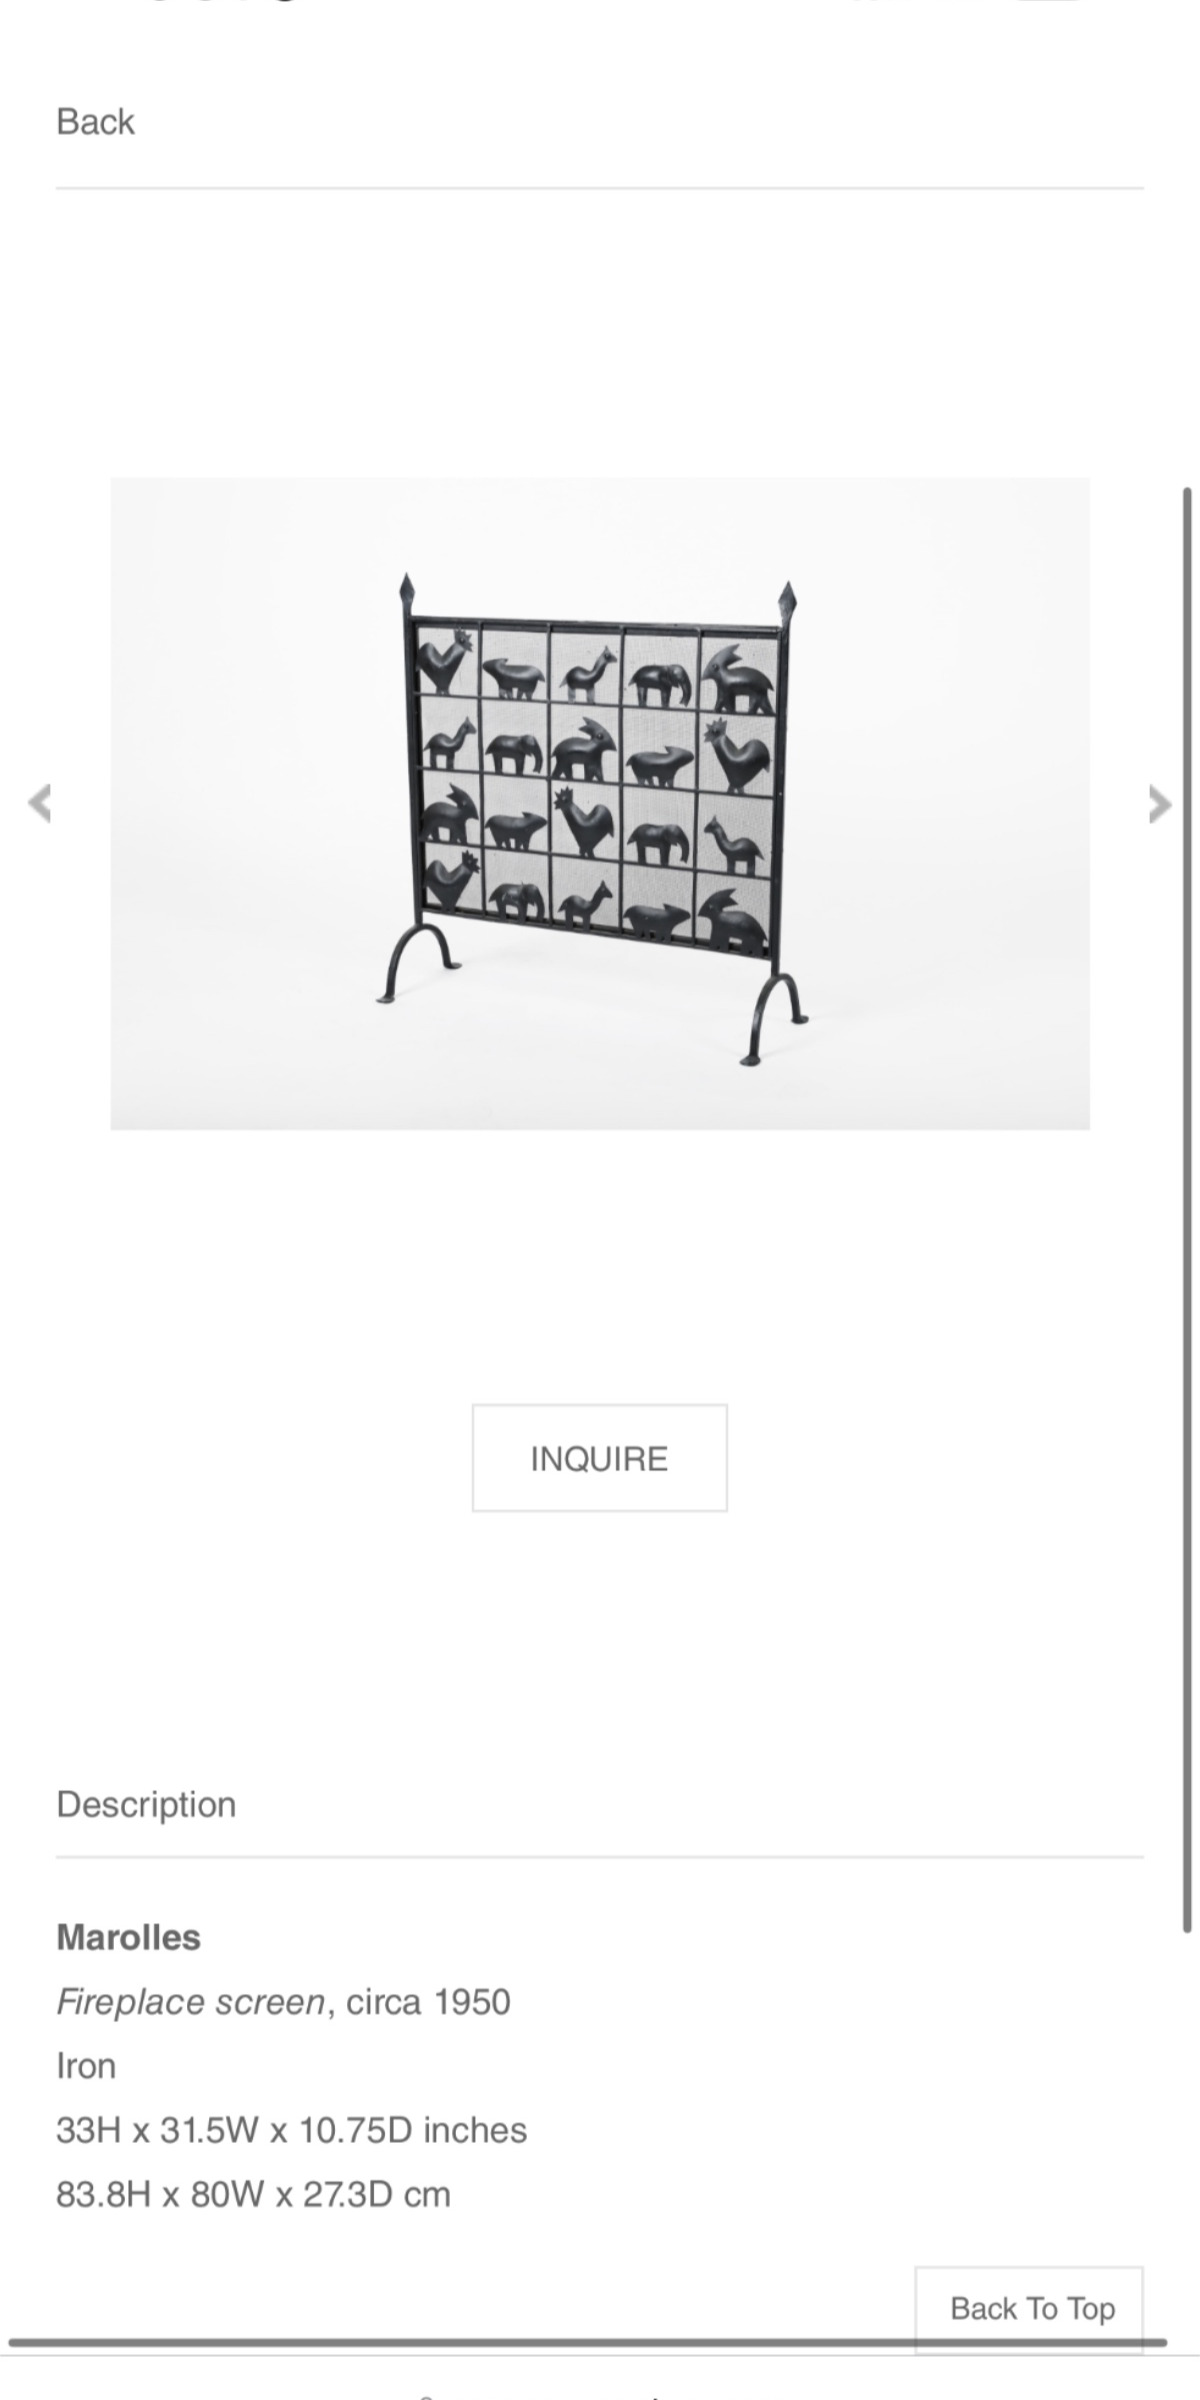 Back
INQUIRE
Description
Marolles
Fireplace screen, circa 1950
Iron
33H x 31.5W x 10.75D inches
83.8H x 80W x 27.3D cm
Back To Top